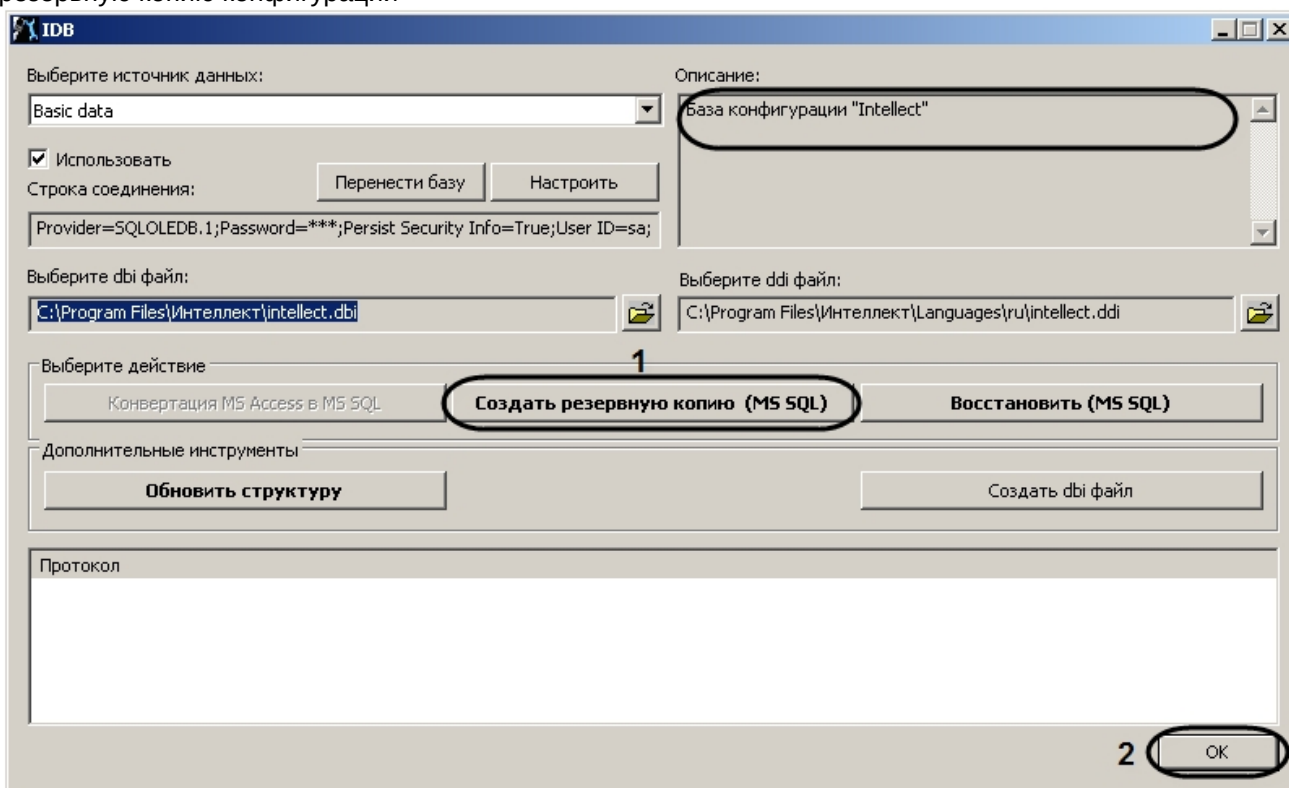 резервную копию конфигурации
IDB
Выберите источник данных:
Описание:
Basic data
База конфигурации "Intellect"
Использовать
Строка соединения:
Перенести базу
Настроить
Provider=SQLOLEDB.1;Password=***;Persist Security Info=True;User ID=sa;
Выберите dbi файл:
Выберите ddi файл:
C:\Program Files\Интеллект\intellect.dbi
C:\Program Files\Интеллект\Languages\ru\intellect.ddi
1
Выберите действие
Конвертация MS Access в MS SQL
Создать резервную копию (MS SQL)
Восстановить (MS SQL)
Дополнительные инструменты
Обновить структуру
Создать dbi файл
Протокол
2
OK